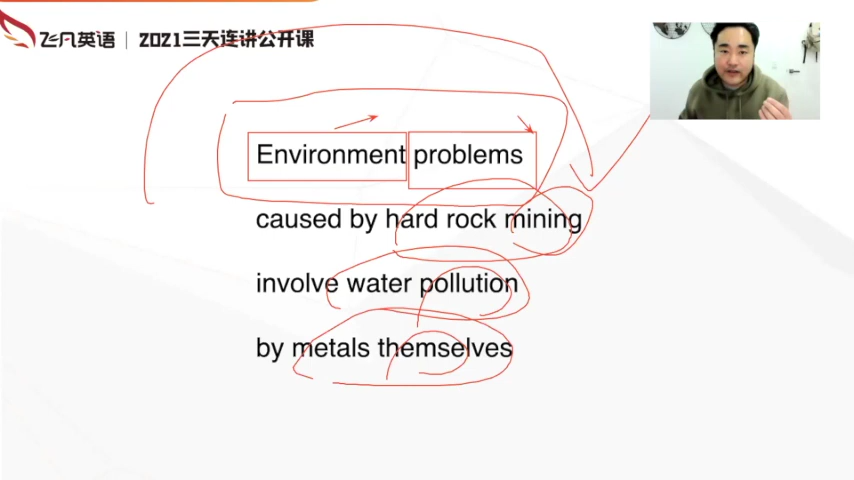 飞凡英语 | 2021三天连讲公开课
Environment problems
caused by hard rock mining
involve water pollution
by metals themselves